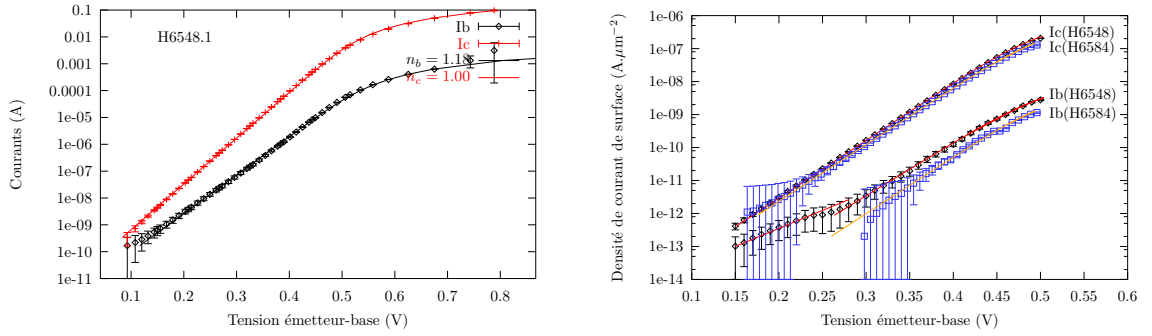 0.1
0.01
0.001
0.0001
1e-05
1e-06
1e-07
1e-08
1e-09
1e-10
1e-11
Courants (A)
H6548.1
Ib
Ic
n_b = 1.18
n_c = 1.00
0.1 0.2 0.3 0.4 0.5 0.6 0.7 0.8
Tension émetteur-base (V)
1e-06
1e-07
1e-08
1e-09
1e-10
1e-11
1e-12
1e-13
1e-14
Densité de courant de surface (A.μm⁻²)
Ic(H6548)
Ic(H6584)
Ib(H6548)
Ib(H6584)
0.1 0.15 0.2 0.25 0.3 0.35 0.4 0.45 0.5 0.55 0.6
Tension émetteur-base (V)